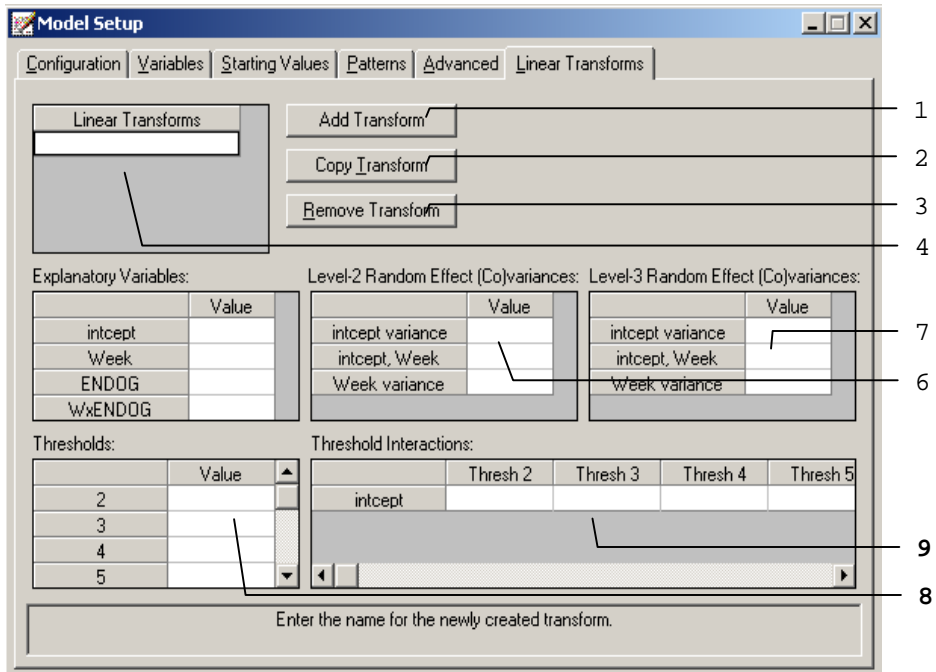 Model Setup
Configuration Variables Starting Values Patterns Advanced Linear Transforms
Linear Transforms
Add Transform
1
Copy Transform
2
Remove Transform
3
4
Explanatory Variables:
Value
intcept
Week
ENDOG
WxENDOG
Level-2 Random Effect (Co)variances:
Value
intcept variance
intcept, Week
Week variance
Level-3 Random Effect (Co)variances:
Value
intcept variance
intcept, Week
Week variance
7
6
Thresholds:
Value
2
3
4
5
Threshold Interactions:
Thresh 2 Thresh 3 Thresh 4 Thresh 5
intcept
9
8
Enter the name for the newly created transform.